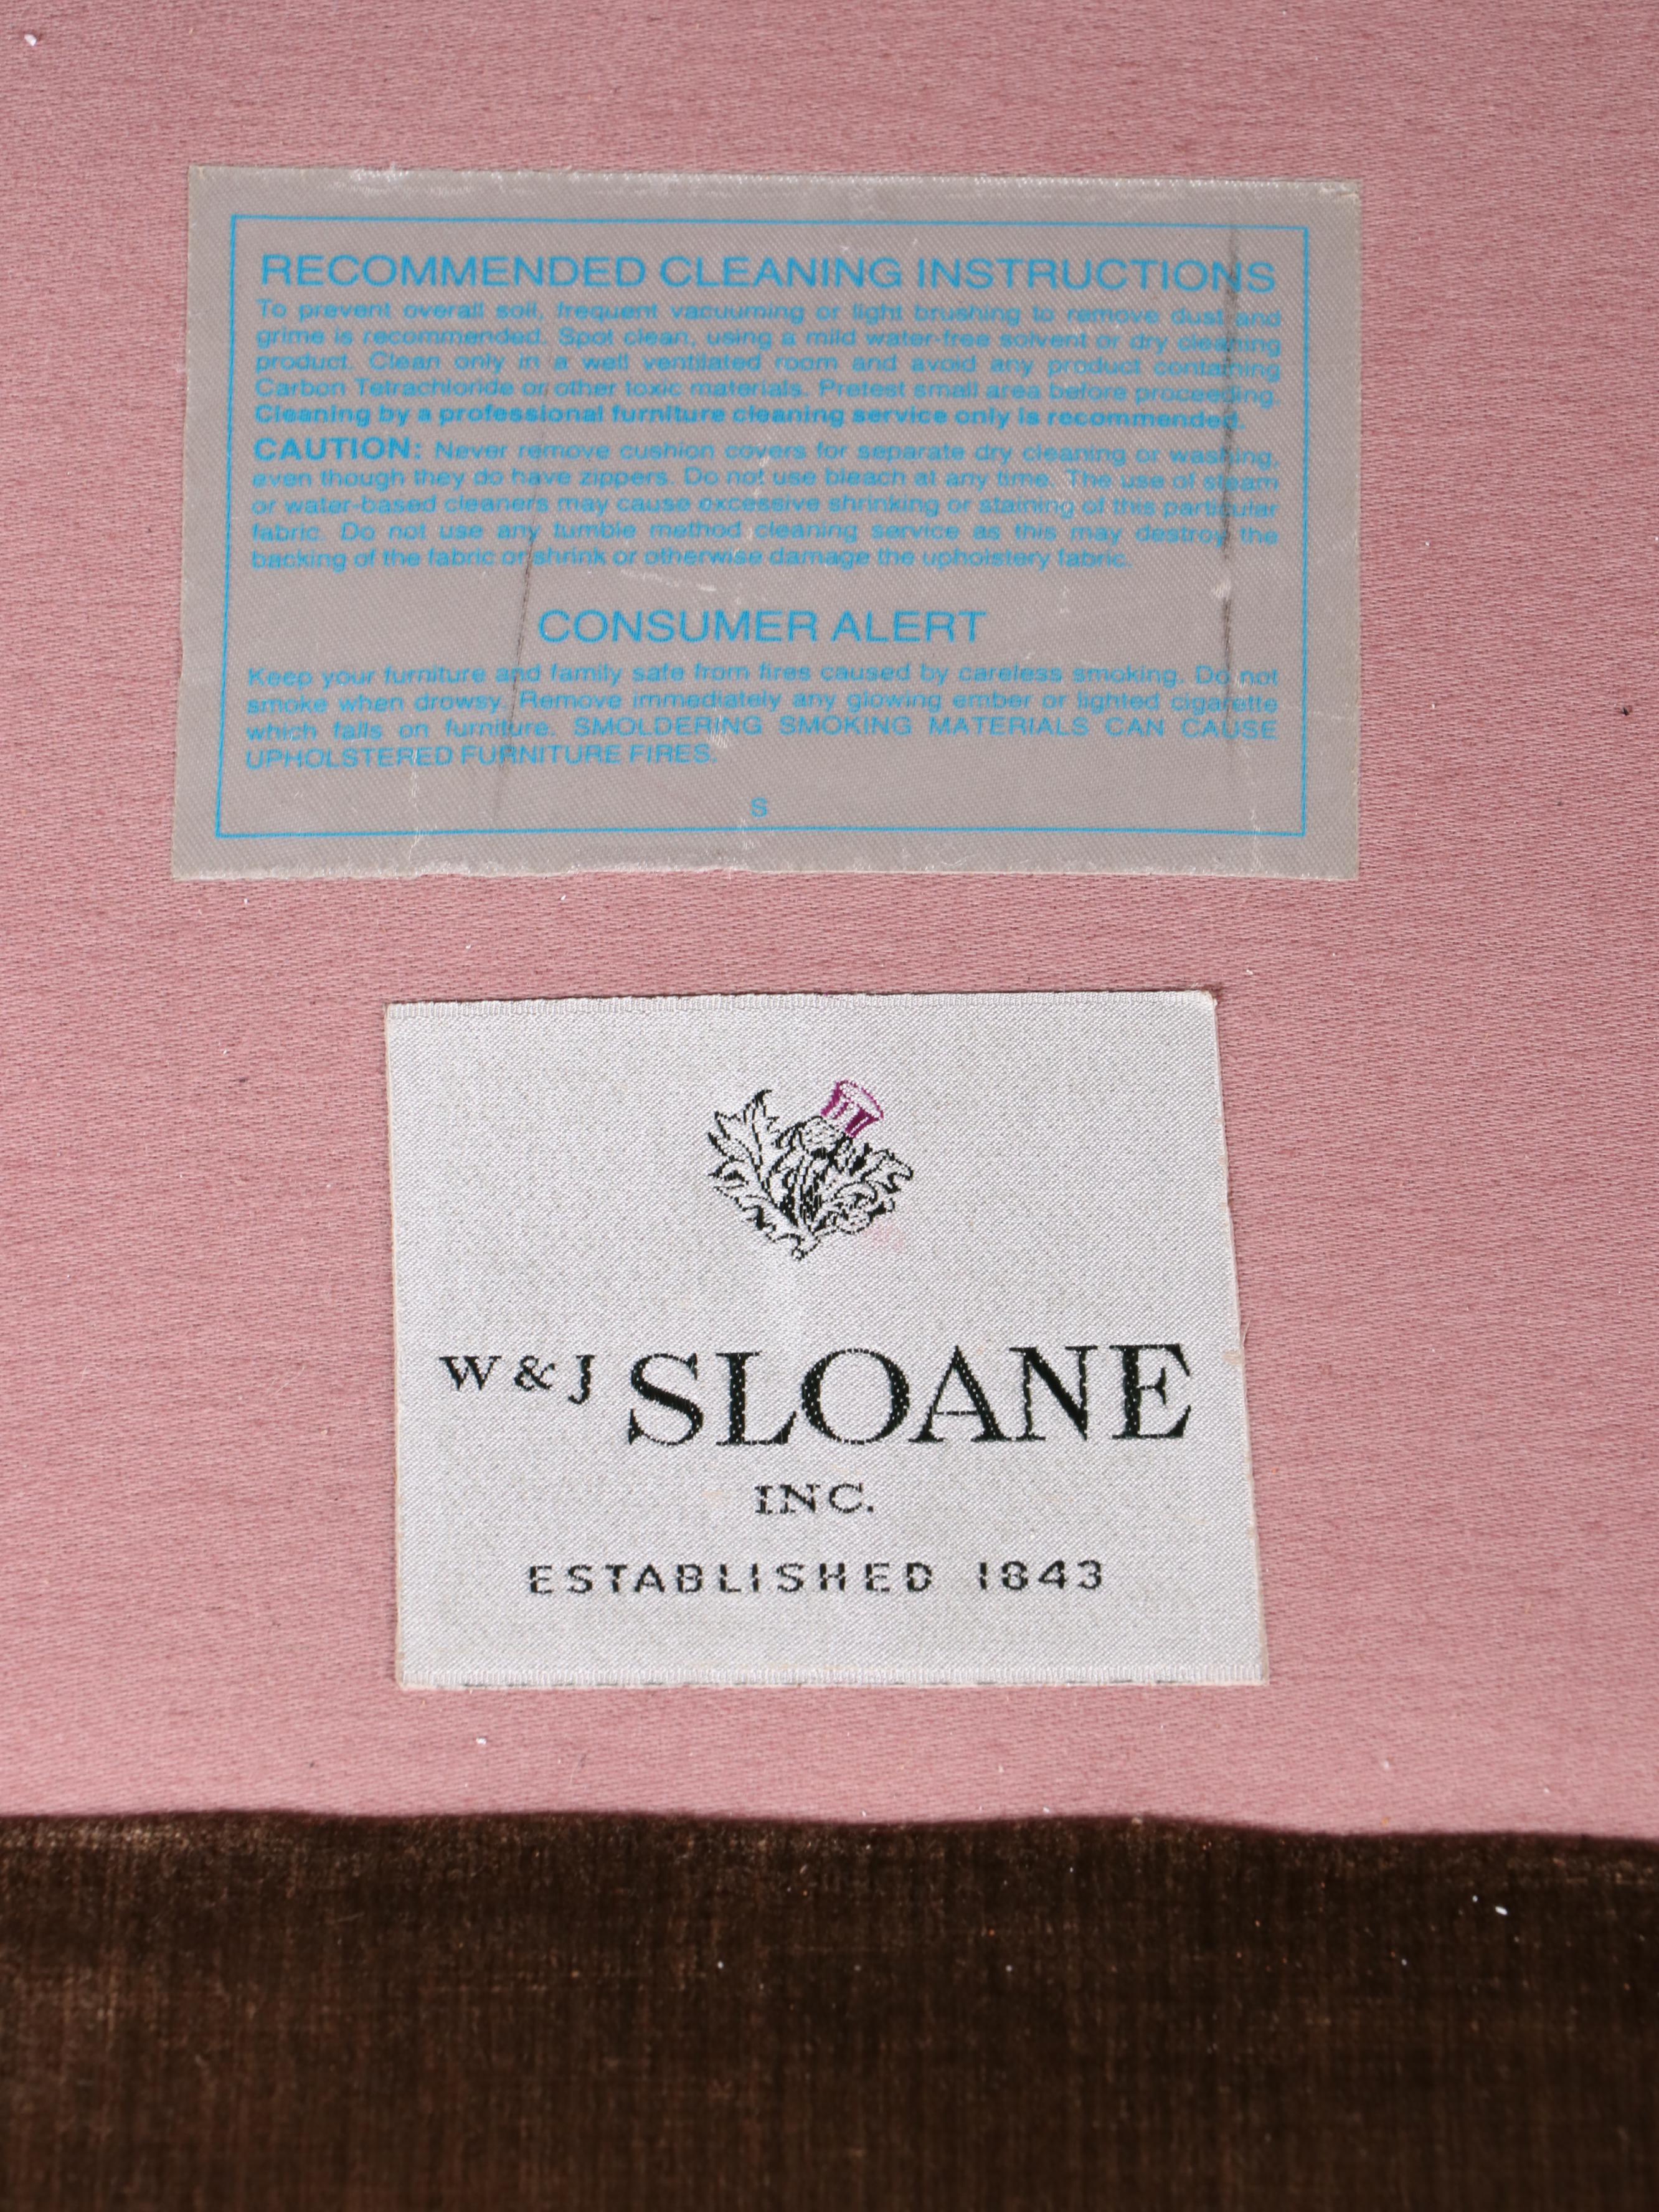 RECOMMENDED CLEANING INSTRUCTIONS
To prevent overall soil, frequent vacuuming or light brushing to remove dust and
grime is recommended. Spot clean, using a mild water-free solvent or dry cleaning
product. Clean only in a well ventilated room and avoid any product containing
Carbon Tetrachloride or other toxic materials. Pretest small area before proceeding.
Cleaning by a professional furniture cleaning service only is recommended.
CAUTION: Never remove cushion covers for separate dry cleaning or washing,
even though they do have zippers. Do not use bleach at any time. The use of steam
or water-based cleaners may cause excessive shrinking or staining of this particular
fabric. Do not use any tumble method cleaning service as this may destroy the
backing of the fabric or shrink or otherwise damage the upholstery fabric.
CONSUMER ALERT
Keep your furniture and family safe from fires caused by careless smoking. Do not
smoke when drowsy. Remove immediately any glowing ember or lighted cigarette
which falls on furniture. SMOLDERING SMOKING MATERIALS CAN CAUSE
UPHOLSTERED FURNITURE FIRES.
S
W & J SLOANE
INC.
ESTABLISHED 1843